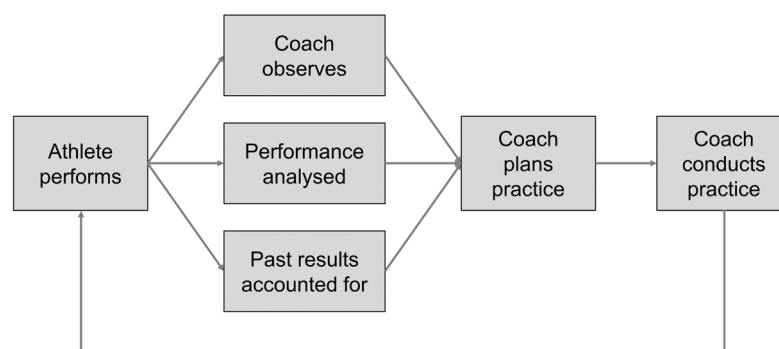 Coach
observes
Athlete
performs
Performance
analysed
Past results
accounted for
Coach
plans
practice
Coach
conducts
practice